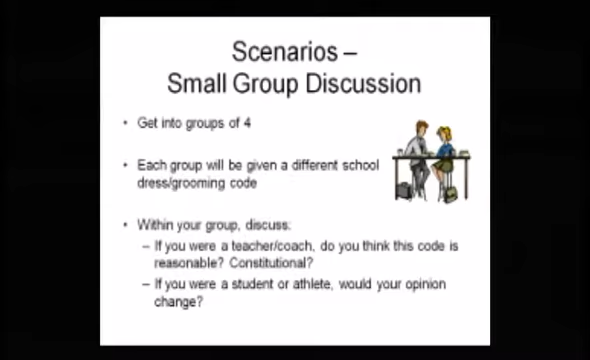 Scenarios –
Small Group Discussion
• Get into groups of 4
• Each group will be given a different school
dress/grooming code
• Within your group, discuss:
– If you were a teacher/coach, do you think this code is
reasonable? Constitutional?
– If you were a student or athlete, would your opinion
change?